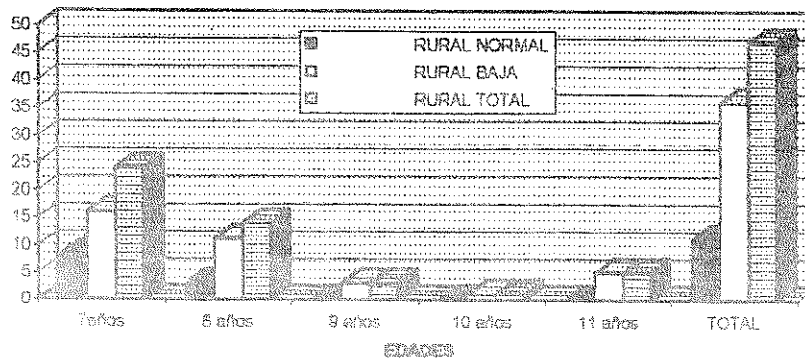 50
45
40
35
30
25
20
15
10
5
0
RURAL NORMAL
RURAL BAJA
RURAL TOTAL
7años 8 años 9 años 10 años 11 años TOTAL
EDADES